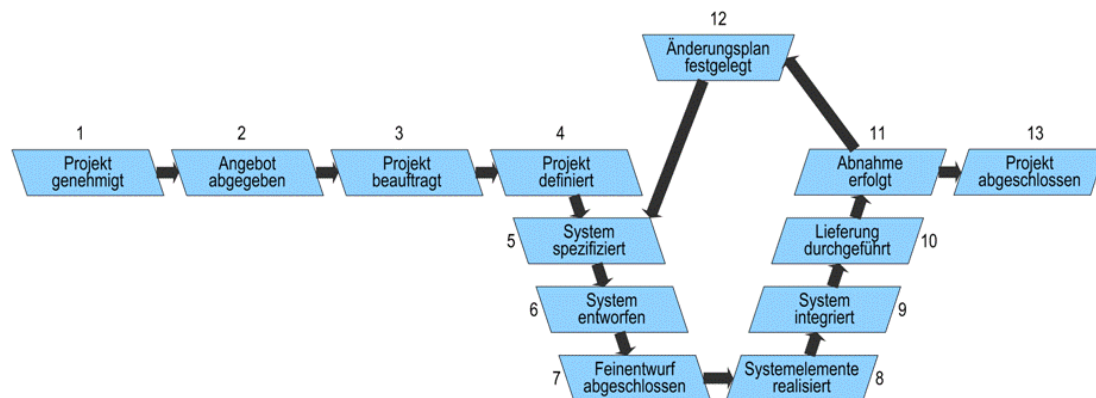 12
Änderungsplan
festgelegt
1
Projekt
genehmigt
2
Angebot
abgegeben
3
Projekt
beauftragt
4
Projekt
definiert
5
System
spezifiziert
6
System
entworfen
7
Feinentwurf
abgeschlossen
Systemelemente
realisiert
8
System
integriert
9
Lieferung
durchgeführt
10
11
Abnahme
erfolgt
13
Projekt
abgeschlossen